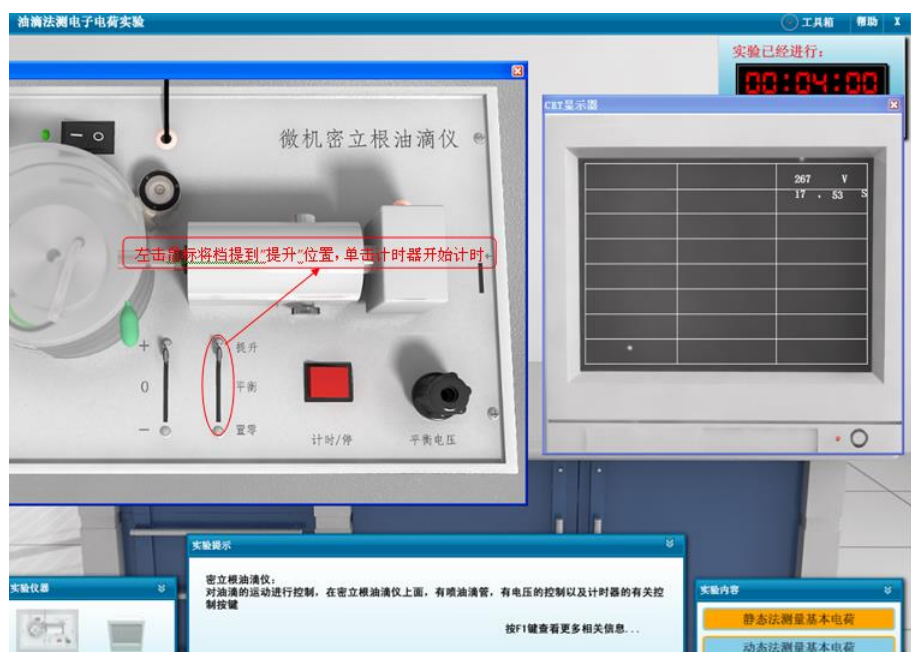 油滴法测电子电荷实验
工具箱 帮助 X
实验已经进行:
00:04:00
CRT显示器
微机密立根油滴仪
267 V
17 . 53 S
左击鼠标将档提到“提升”位置,单击计时器开始计时
+
提升
0
平衡
-
置零
计时/停
平衡电压
实验提示
密立根油滴仪:
对油滴的运动进行控制,在密立根油滴仪上面,有喷油滴管,有电压的控制以及计时器的有关控
制按键
按F1键查看更多相关信息...
实验仪器
实验内容
静态法测量基本电荷
动态法测量基本电荷